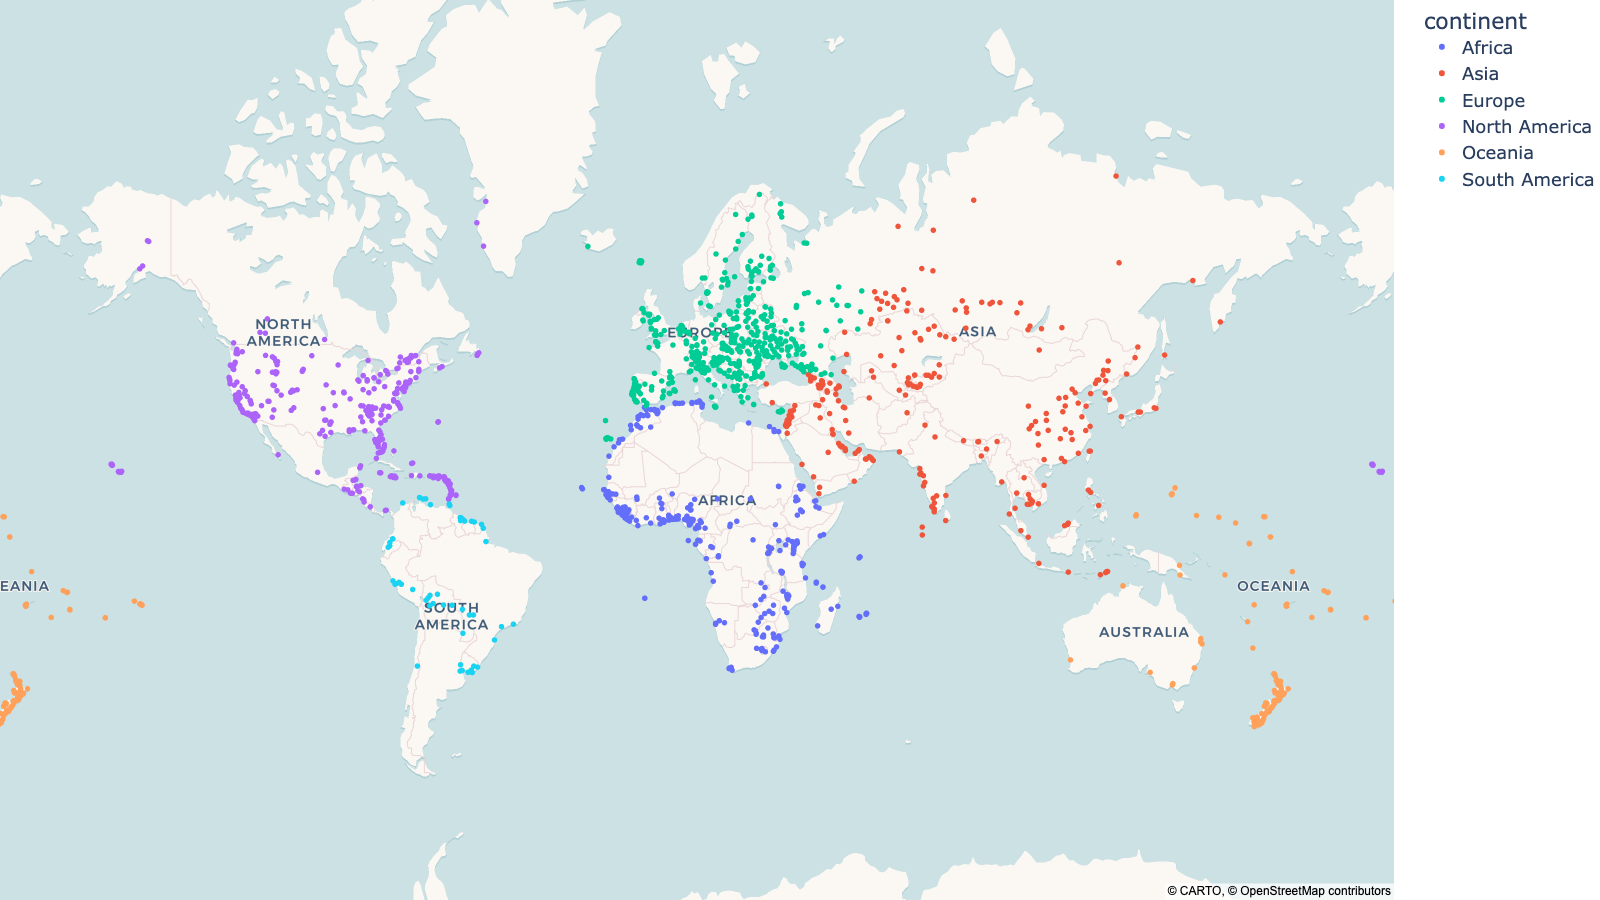 continent
Africa
Asia
Europe
North America
Oceania
South America
NORTH
AMERICA
EUROPE
ASIA
AFRICA
EANIA
OCEANIA
SOUTH
AMERICA
AUSTRALIA
© CARTO, © OpenStreetMap contributors